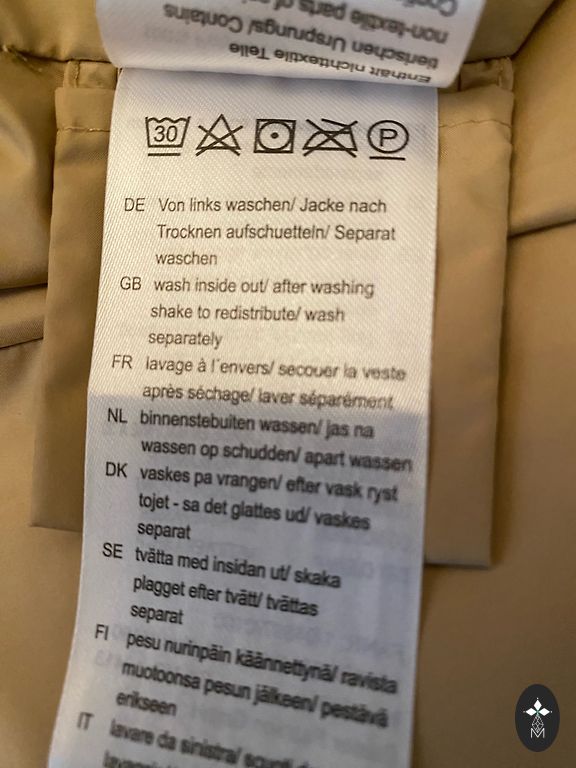 Contains
non-textile parts of
tierischen Ursprungs/ Contains
Enthält nichttextile Teile
30 P
DE Von links waschen/ Jacke nach
Trocknen aufschuetteln/ Separat
waschen
GB wash inside out/ after washing
shake to redistribute/ wash
separately
FR lavage à l´envers/ secouer la veste
après séchage/ laver séparément
NL binnenstebuiten wassen/ jas na
wassen op schudden/ apart wassen
DK vaskes pa vrangen/ efter vask ryst
tojet - sa det glattes ud/ vaskes
separat
SE tvätta med insidan ut/ skaka
plagget efter tvätt/ tvättas
separat
FI pesu nurinpäin käännettynä/ ravista
muotoonsa pesun jälkeen/ pestävä
erikseen
IT lavare da sinistra/
M